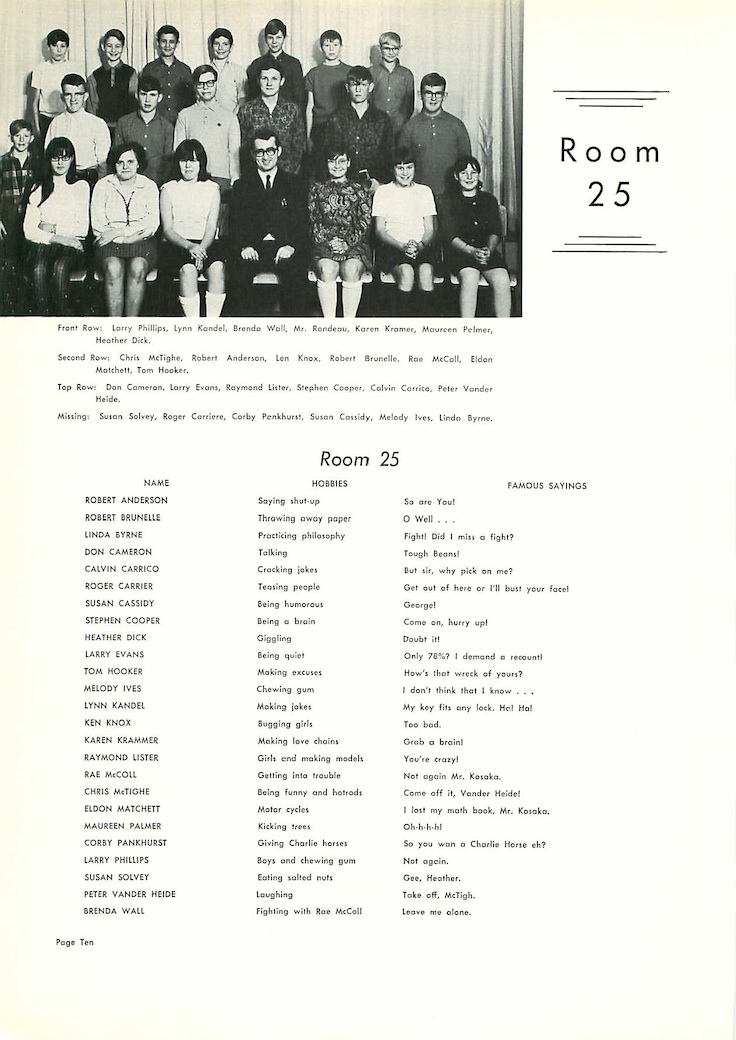 Room
25
Front Row: Larry Phillips, Lynn Kandel, Brenda Wall, Mr. Rondeau, Karen Kramer, Maureen Palmer,
Heather Dick.
Second Row: Chris McTighe, Robert Anderson, Len Knox, Robert Brunelle, Rae McColl, Eldon
Matchett, Tom Hooker.
Top Row: Don Cameron, Larry Evans, Raymond Lister, Stephen Cooper, Calvin Carrico, Peter Vander
Heide.
Missing: Susan Solvey, Roger Carriere, Corby Pankhurst, Susan Cassidy, Melody Ives, Linda Byrne.
Room 25
NAME HOBBIES FAMOUS SAYINGS
ROBERT ANDERSON Saying shut-up So are You!
ROBERT BRUNELLE Throwing away paper O Well . . .
LINDA BYRNE Practicing philosophy Fight! Did I miss a fight?
DON CAMERON Talking Tough Beans!
CALVIN CARRICO Cracking jokes But sir, why pick on me?
ROGER CARRIER Teasing people Get out of here or I'll bust your face!
SUSAN CASSIDY Being humorous George!
STEPHEN COOPER Being a brain Come on, hurry up!
HEATHER DICK Giggling Doubt it!
LARRY EVANS Being quiet Only 78%? I demand a recount!
TOM HOOKER Making excuses How's that wreck of yours?
MELODY IVES Chewing gum I don't think that I know . . .
LYNN KANDEL Making jokes My key fits any lock. Ha! Ha!
KEN KNOX Bugging girls Too bad.
KAREN KRAMMER Making love chains Grab a brain!
RAYMOND LISTER Girls and making models You're crazy!
RAE McCOLL Getting into trouble Not again Mr. Kosaka.
CHRIS McTIGHE Being funny and hotrods Come off it, Vander Heide!
ELDON MATCHETT Motor cycles I lost my math book, Mr. Kosaka.
MAUREEN PALMER Kicking trees Oh-h-h-h!
CORBY PANKHURST Giving Charlie horses So you wan a Charlie Horse eh?
LARRY PHILLIPS Boys and chewing gum Not again.
SUSAN SOLVEY Eating salted nuts Gee, Heather.
PETER VANDER HEIDE Laughing Take off, McTigh.
BRENDA WALL Fighting with Rae McColl Leave me alone.
Page Ten